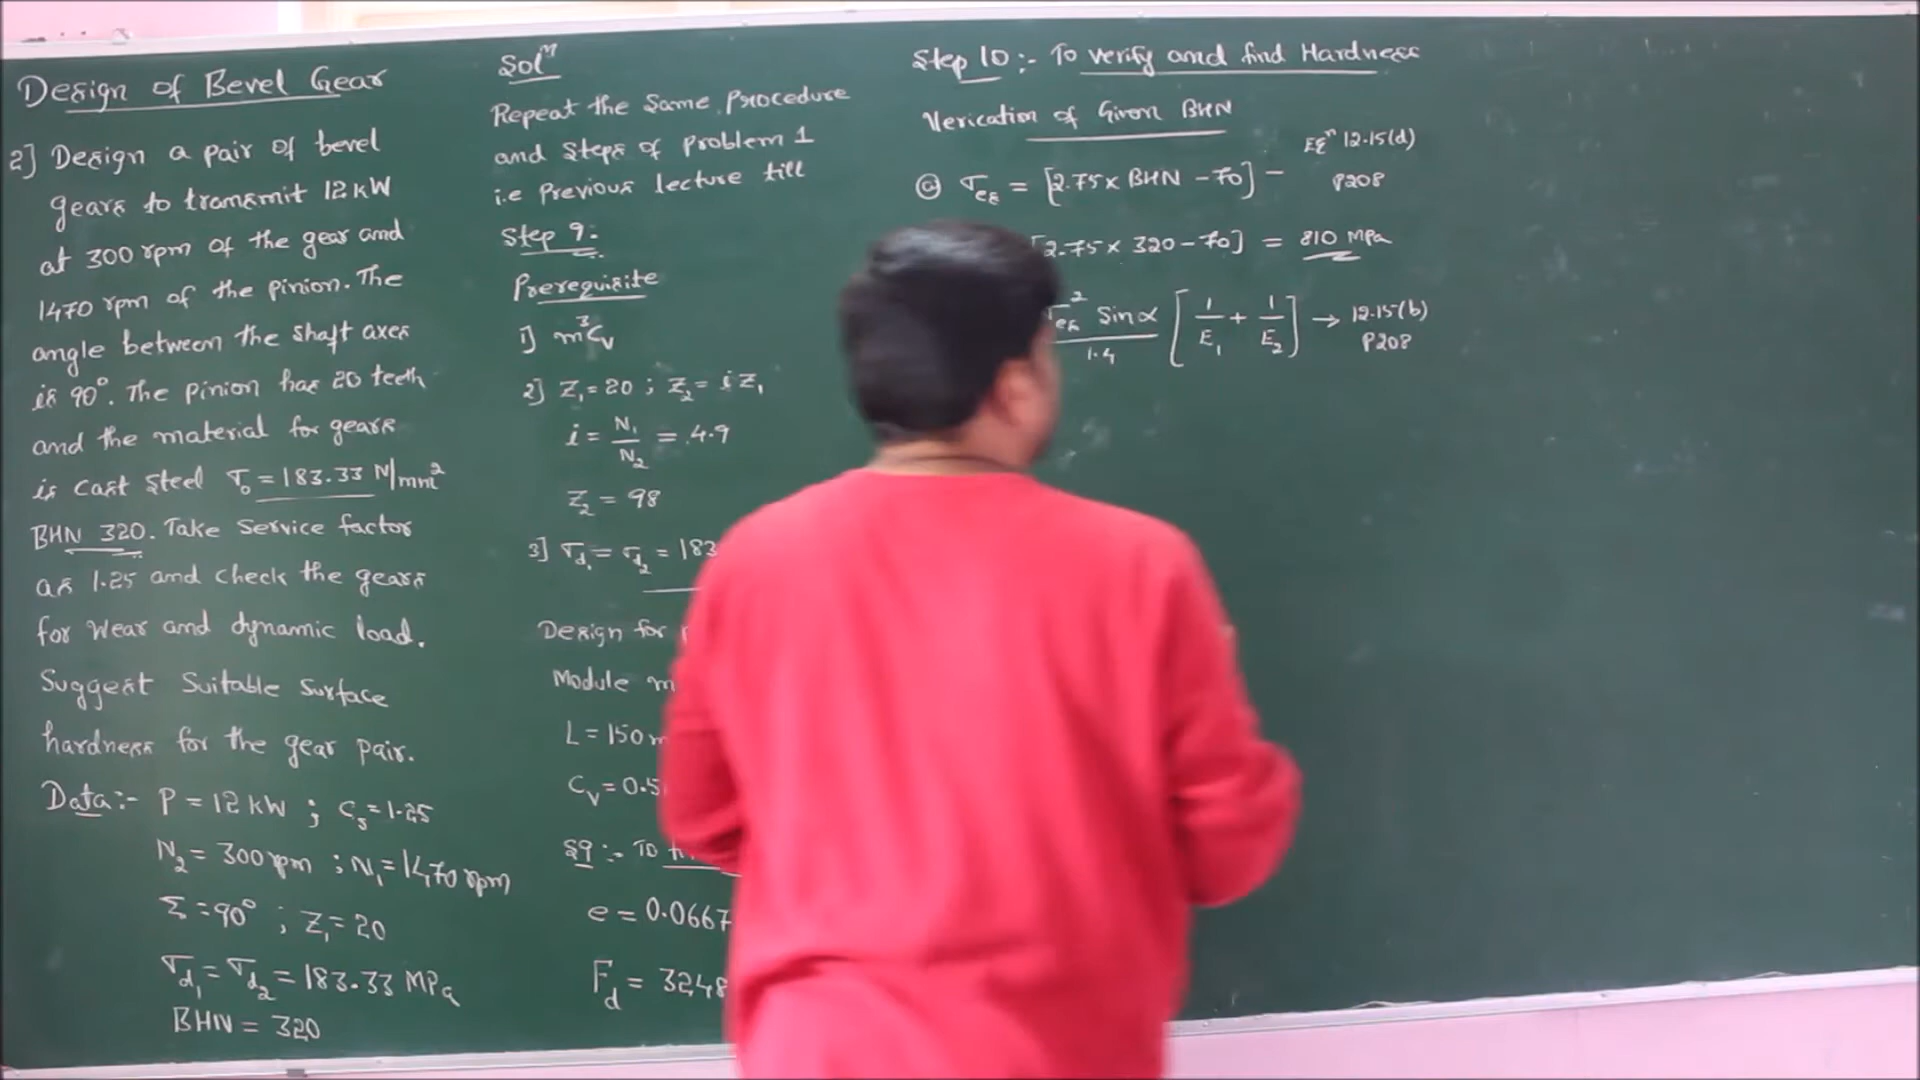 Design of Bevel Gear
2] Design a pair of bevel
gears to transmit 12 kW
at 300 rpm of the gear and
1470 rpm of the pinion. The
angle between the shaft axes
is 90°. The pinion has 20 teeth
and the material for gears
is Cast Steel σ₀ = 183.33 N/mm²
BHN 320. Take Service factor
as 1.25 and check the gears
for Wear and dynamic load.
Suggest Suitable Surface
hardness for the gear pair.
Data:- P = 12 kW ; Cs = 1.25
N₂ = 300 rpm ; N₁ = 1470 rpm
Σ = 90° ; Z₁ = 20
σd₁ = σd₂ = 183.33 MPa
BHN = 320
Solⁿ
Repeat the Same Procedure
and Steps of Problem 1
i.e Previous lecture till
Step 9:
Prerequisite
1] m³Cv
2] Z₁ = 20 ; Z₂ = i Z₁
i = N₁/N₂ = 4.9
Z₂ = 98
3] σd₁ = σd₂ = 183
Design for
Module m
L = 150 m
Cv = 0.5
S9 :- To
e = 0.0667
Fd = 3248
Step 10 :- To verify and find Hardness
Verication of Given BHN
@ σes = [2.75 × BHN - 70] - Eqⁿ 12.15(d) P208
[2.75 × 320 - 70] = 810 MPa
σes² Sinα / 1.4 [1/E₁ + 1/E₂] → 12.15(b) P208